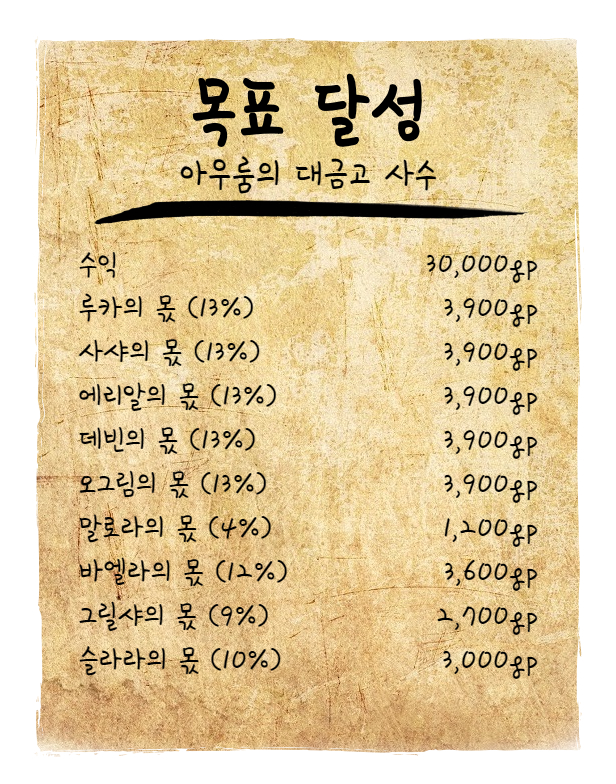 목표 달성
아우룸의 대금고 사수
수익 30,000gp
루카의 몫 (13%) 3,900gp
사샤의 몫 (13%) 3,900gp
에리알의 몫 (13%) 3,900gp
데빈의 몫 (13%) 3,900gp
오그림의 몫 (13%) 3,900gp
말로라의 몫 (4%) 1,200gp
바엘라의 몫 (12%) 3,600gp
그릴샤의 몫 (9%) 2,700gp
슬라라의 몫 (10%) 3,000gp